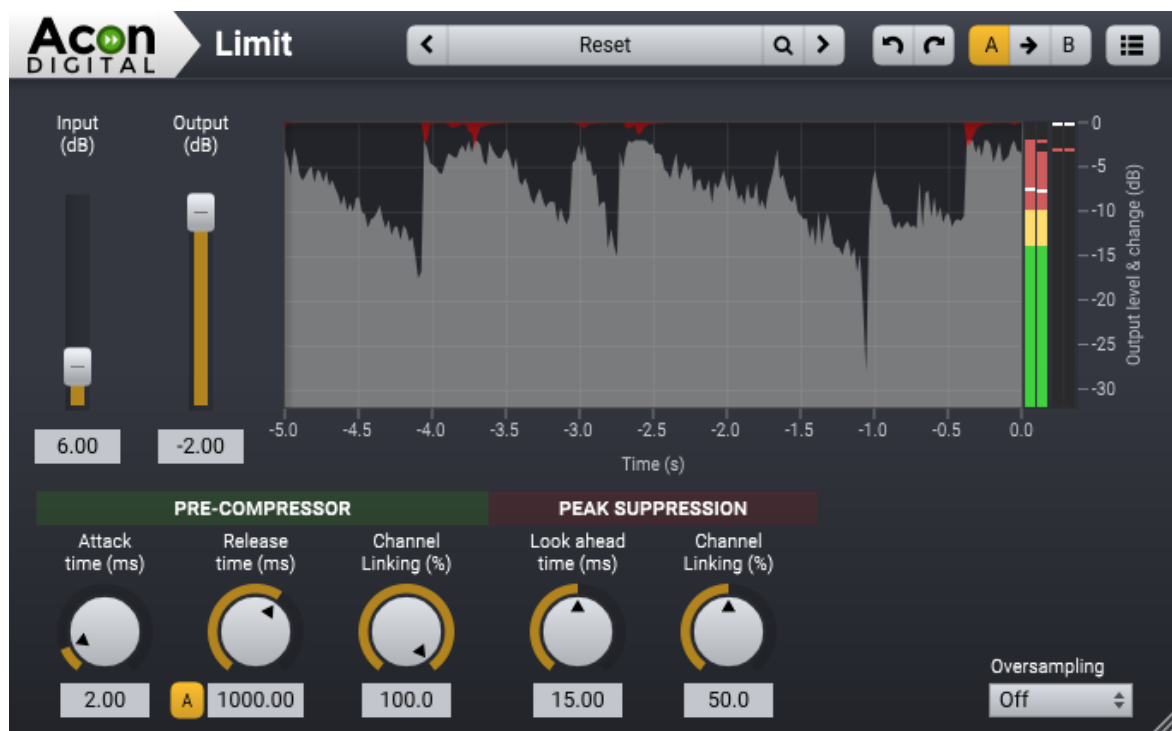 Acon
DIGITAL
Limit
Reset
A
B
Input
(dB)
Output
(dB)
6.00
-2.00
0
-5
-10
-15
-20
-25
-30
Output level & change (dB)
-5.0
-4.5
-4.0
-3.5
-3.0
-2.5
-2.0
-1.5
-1.0
-0.5
0.0
Time (s)
PRE-COMPRESSOR
PEAK SUPPRESSION
Attack
time (ms)
Release
time (ms)
Channel
Linking (%)
Look ahead
time (ms)
Channel
Linking (%)
2.00
A
1000.00
100.0
15.00
50.0
Oversampling
Off